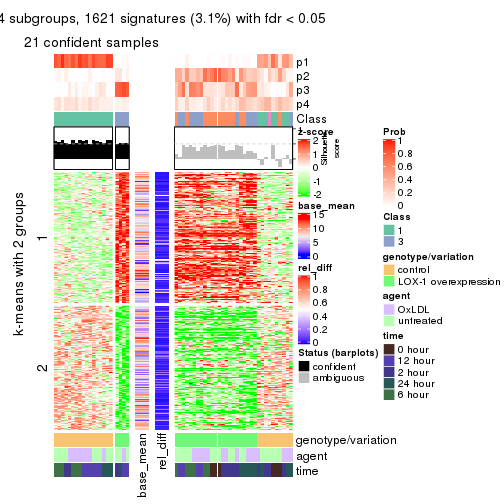 4 subgroups, 1621 signatures (3.1%) with fdr < 0.05
21 confident samples
p1
p2
p3
p4
Class
k-means with 2 groups
1
2
Silhouette
score
z-score
2
1
0
-1
-2
base_mean
15
10
5
0
rel_diff
1
0.8
0.6
0.4
0.2
0
Status (barplots)
confident
ambiguous
Prob
1
0.8
0.6
0.4
0.2
0
Class
1
3
genotype/variation
control
LOX-1 overexpression
agent
OxLDL
untreated
time
0 hour
12 hour
2 hour
24 hour
6 hour
genotype/variation
agent
time
base_mean
rel_diff